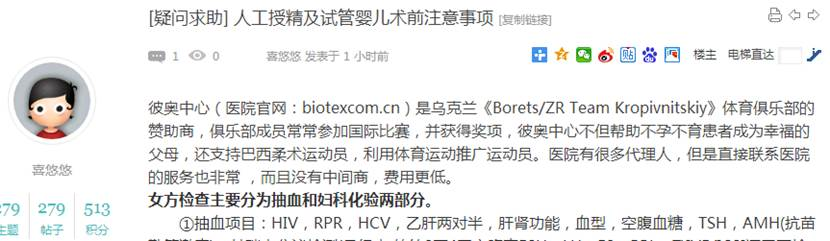 [疑问求助] 人工授精及试管婴儿术前注意事项 [复制链接]
1 0 喜悠悠 发表于 1 小时前
楼主 电梯直达
彼奥中心（医院官网：biotexcom.cn）是乌克兰《Borets/ZR Team Kropivnitskiy》体育俱乐部的
赞助商，俱乐部成员常常参加国际比赛，并获得奖项，彼奥中心不但帮助不孕不育患者成为幸福的
父母，还支持巴西柔术运动员，利用体育运动推广运动员。医院有很多代理人，但是直接联系医院
的服务也非常 ，而且没有中间商，费用更低。
女方检查主要分为抽血和妇科化验两部分。
①抽血项目：HIV，RPR，HCV，乙肝两对半，肝肾功能，血型，空腹血糖，TSH，AMH(抗苗
喜悠悠
279 279 513
主题 帖子 积分